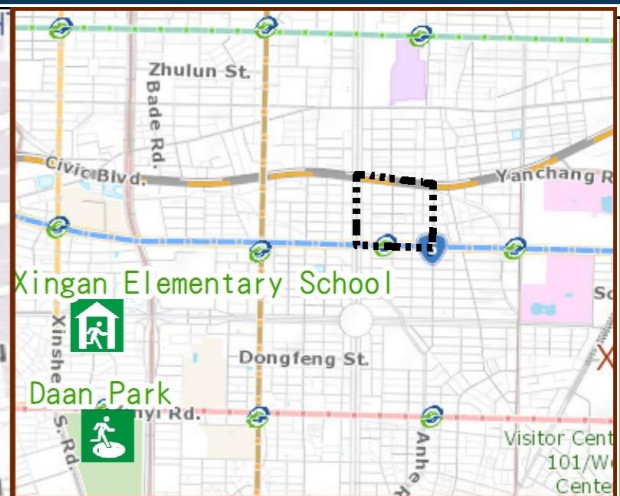 Zhulun St.
Bade Rd.
Civic Blvd.
Yanchang R
Xingan Elementary School
Xinshe
S. Rd.
Dongfeng St.
Daan Park
nyi Rd.
Anhe R
Visitor Cent
101/W
Cente
Sc
X